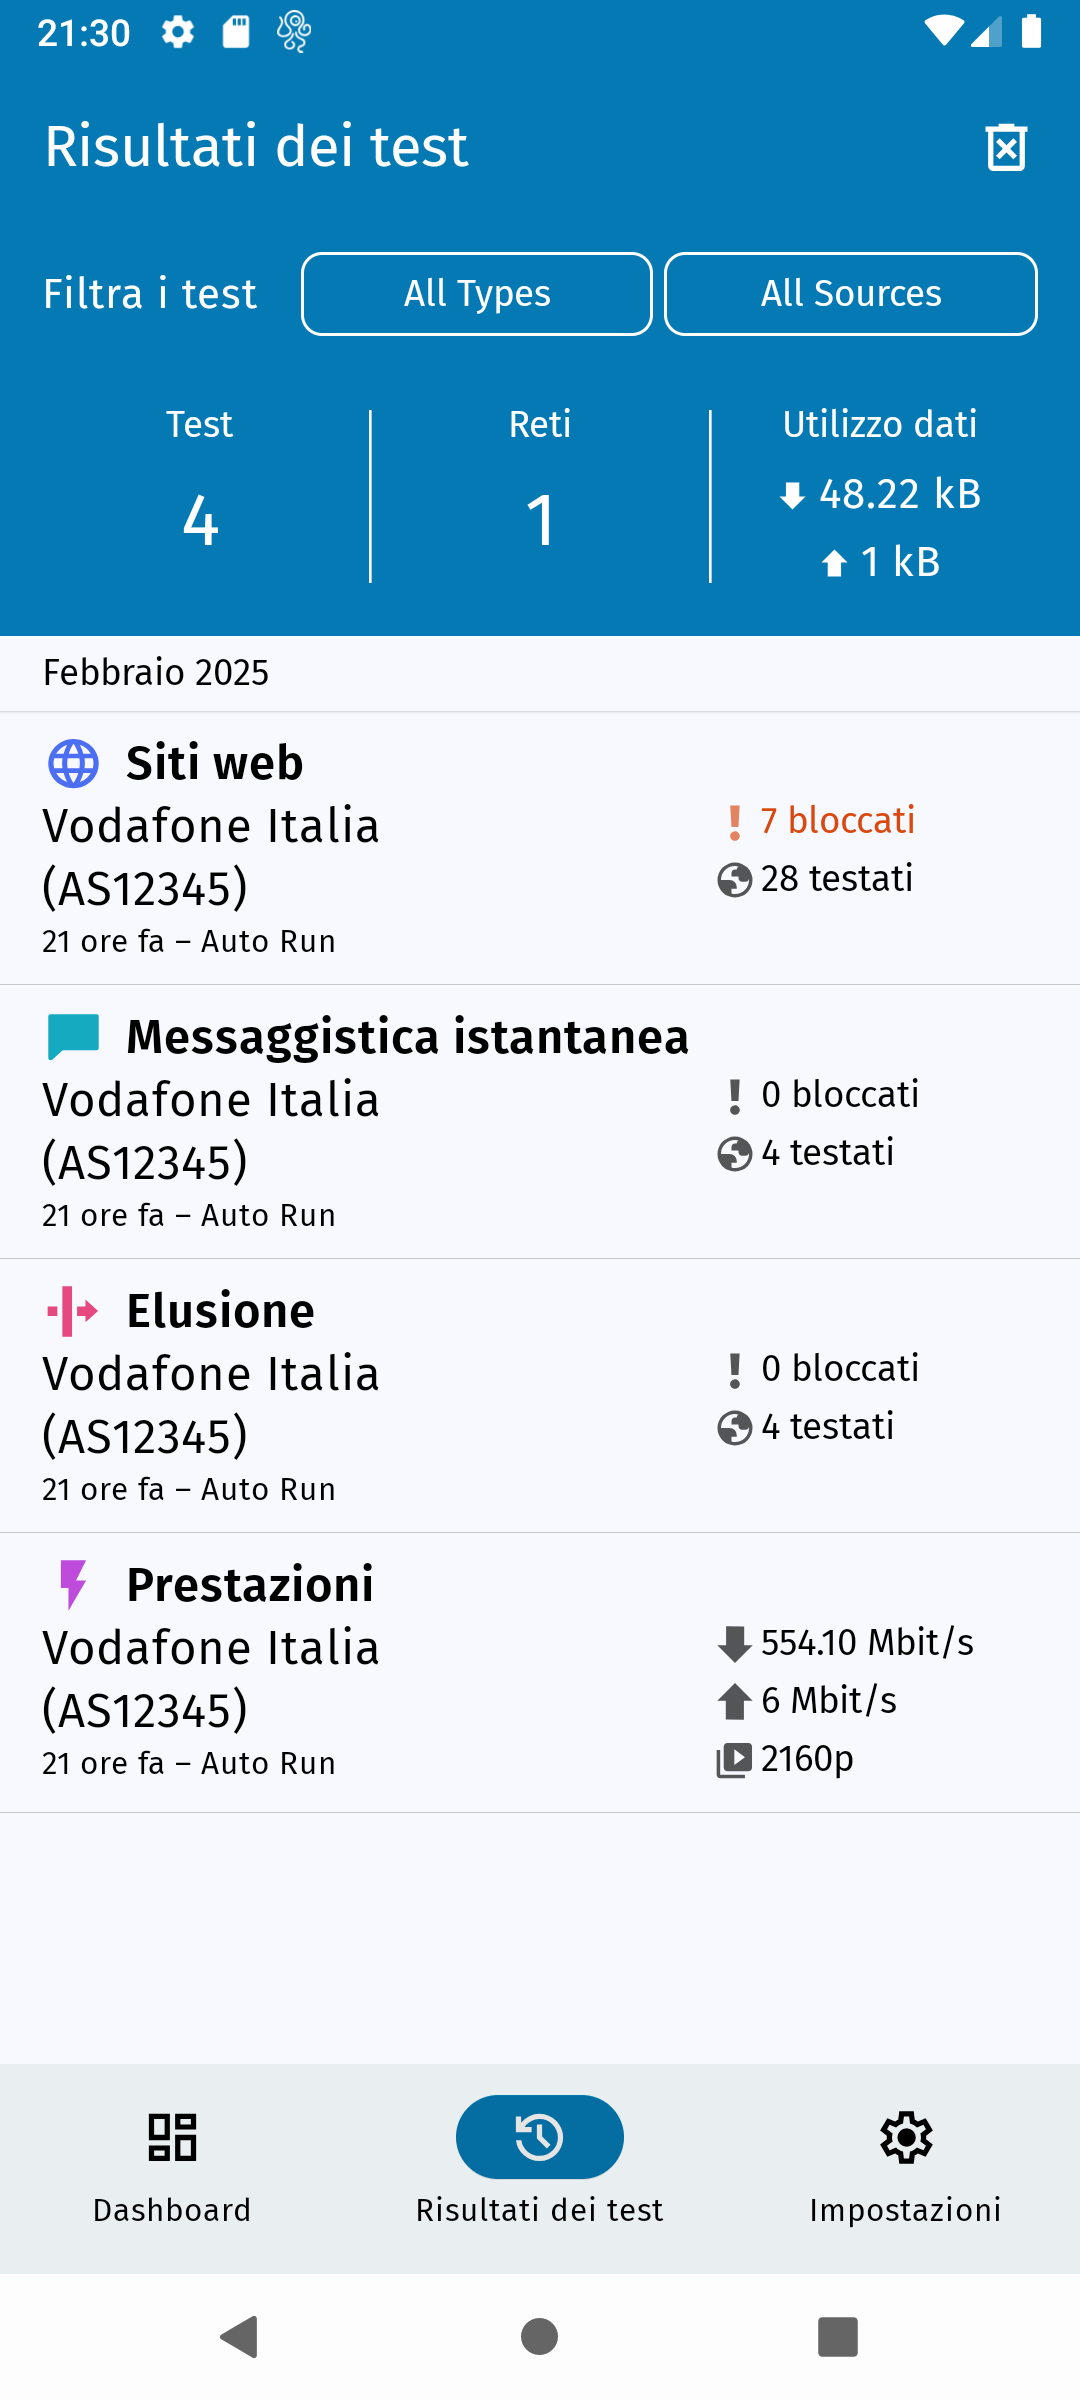 21:30
Risultati dei test
Filtra i test
All Types
All Sources
Test
Reti
Utilizzo dati
4
1
48.22 kB
1 kB
Febbraio 2025
Siti web
Vodafone Italia
(AS12345)
21 ore fa – Auto Run
7 bloccati
28 testati
Messaggistica istantanea
Vodafone Italia
(AS12345)
21 ore fa – Auto Run
0 bloccati
4 testati
Elusione
Vodafone Italia
(AS12345)
21 ore fa – Auto Run
0 bloccati
4 testati
Prestazioni
Vodafone Italia
(AS12345)
21 ore fa – Auto Run
554.10 Mbit/s
6 Mbit/s
2160p
Dashboard
Risultati dei test
Impostazioni